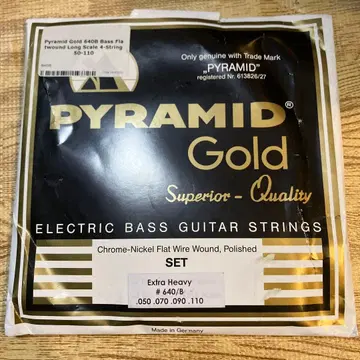 Pyramid Gold 640B Bass Fla
twound Long Scale 4-String
50-110
Only genuine with Trade Mark
„PYRAMID”
registered Nr. 613826/27
PYRAMID®
Gold
Superior - Quality
ELECTRIC BASS GUITAR STRINGS
Chrome-Nickel Flat Wire Wound, Polished
SET
Extra Heavy
# 640/B
.050 .070 .090 .110
Made in Germany